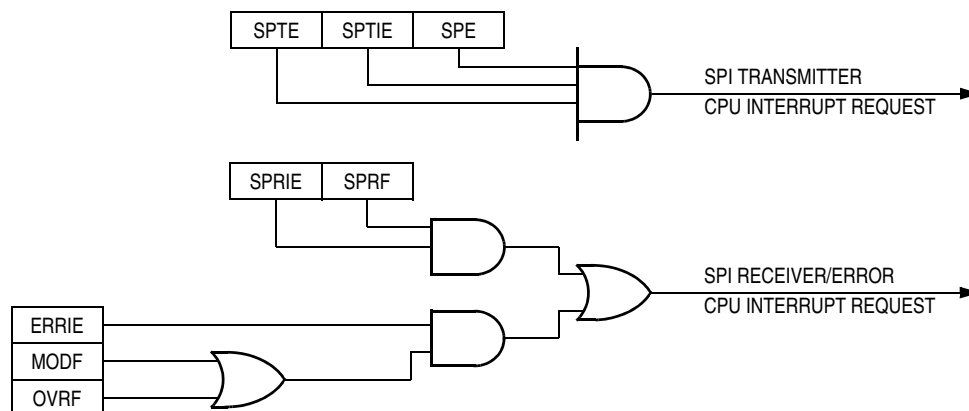 SPTE SPTIE SPE
SPI TRANSMITTER
CPU INTERRUPT REQUEST
SPRIE SPRF
SPI RECEIVER/ERROR
CPU INTERRUPT REQUEST
ERRIE
MODF
OVRF